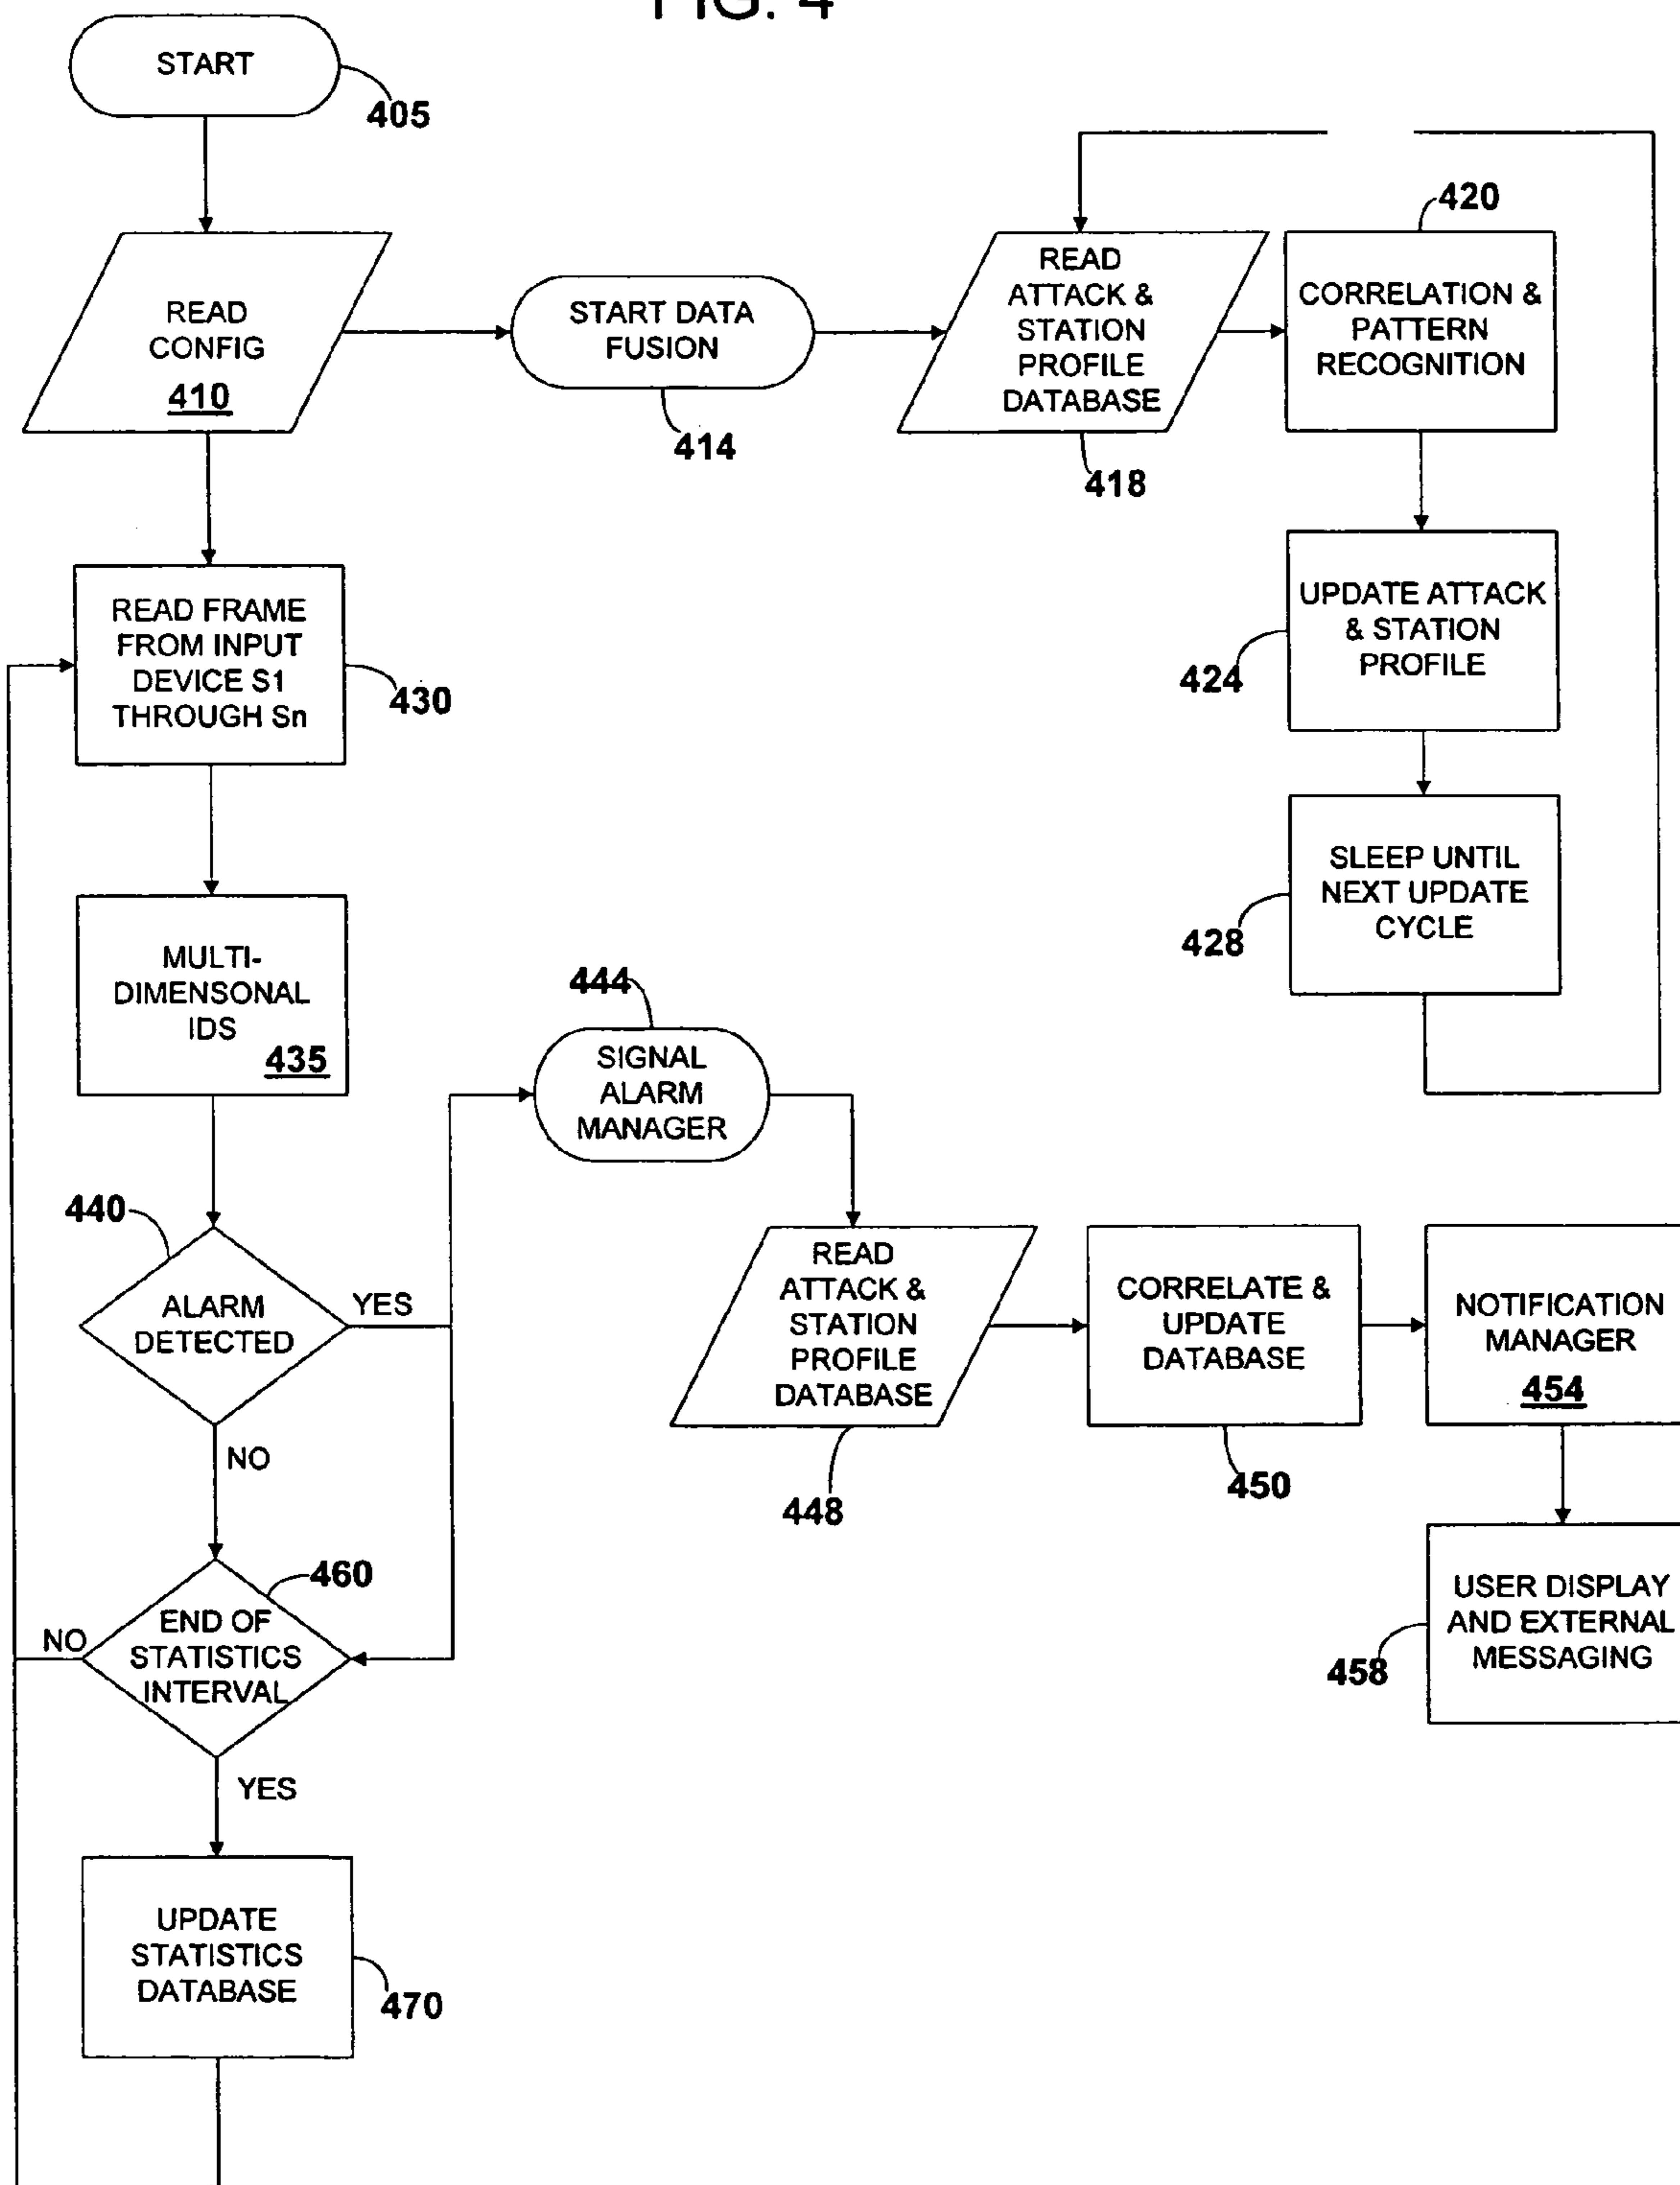 FIG. 4
START
405
READ
CONFIG
410
START DATA
FUSION
414
READ
ATTACK &
STATION
PROFILE
DATABASE
418
420
CORRELATION &
PATTERN
RECOGNITION
UPDATE ATTACK
& STATION
PROFILE
424
SLEEP UNTIL
NEXT UPDATE
CYCLE
428
READ FRAME
FROM INPUT
DEVICE S1
THROUGH Sn
430
MULTI-
DIMENSONAL
IDS
435
440
ALARM
DETECTED
YES
NO
444
SIGNAL
ALARM
MANAGER
READ
ATTACK &
STATION
PROFILE
DATABASE
448
CORRELATE &
UPDATE
DATABASE
450
NOTIFICATION
MANAGER
454
USER DISPLAY
AND EXTERNAL
MESSAGING
458
460
END OF
STATISTICS
INTERVAL
NO
YES
UPDATE
STATISTICS
DATABASE
470